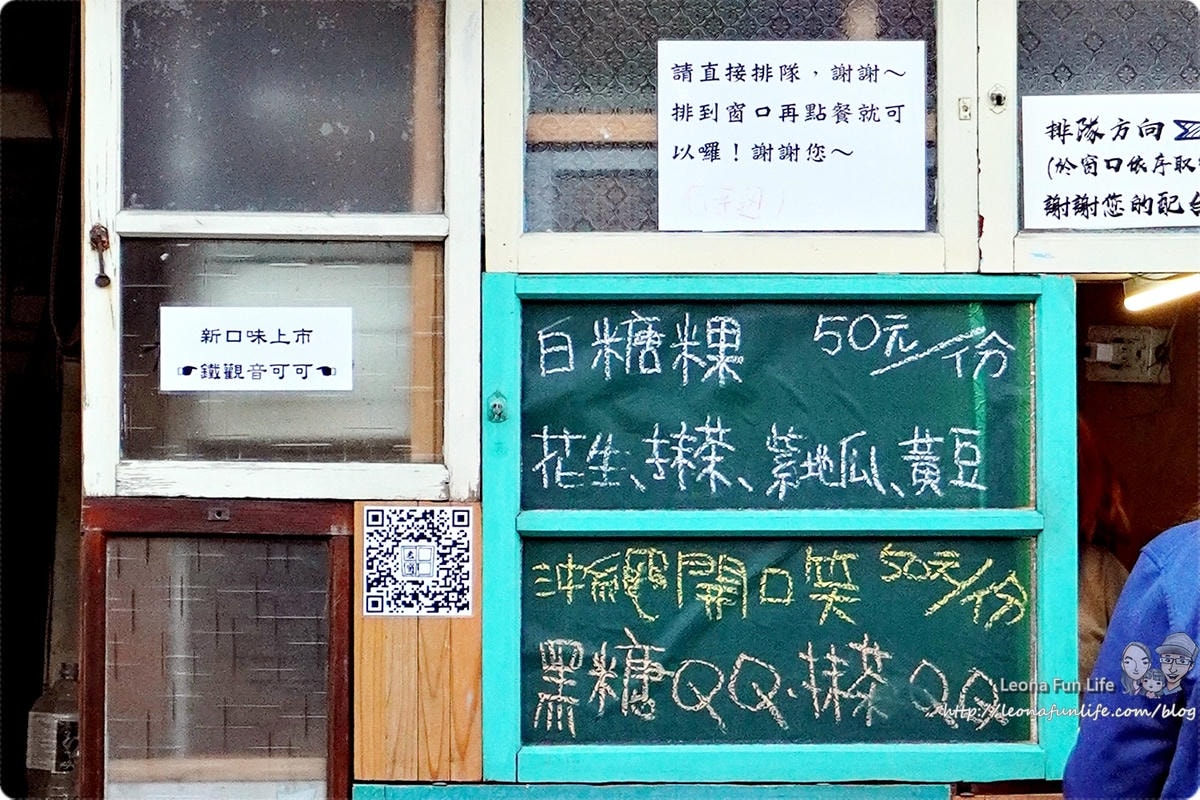 請直接排隊，謝謝～
排到窗口再點餐就可
以囉！謝謝您～
排隊方向
(於窗口依序取
謝謝您的配合
新口味上市
☛鐵觀音可可☚
白糖粿 50元/份
花生、抹茶、紫地瓜、黃豆
沖繩開口笑 50元/份
黑糖QQ.抹茶QQ
Leona Fun Life
http://leonafunlife.com/blog